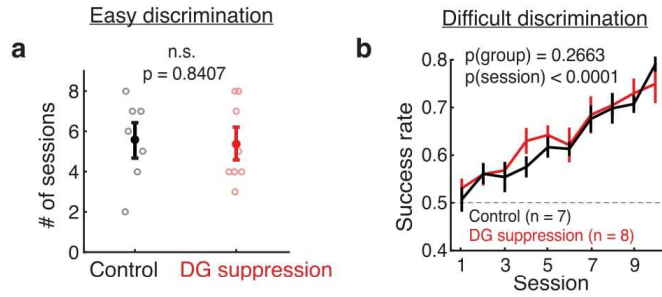 Easy discrimination
a
n.s.
p = 0.8407
# of sessions
8
6
4
2
0
Control
DG suppression
Difficult discrimination
b
p(group) = 0.2663
p(session) < 0.0001
Success rate
0.8
0.7
0.6
0.5
0.4
Control (n = 7)
DG suppression (n = 8)
1 3 5 7 9
Session